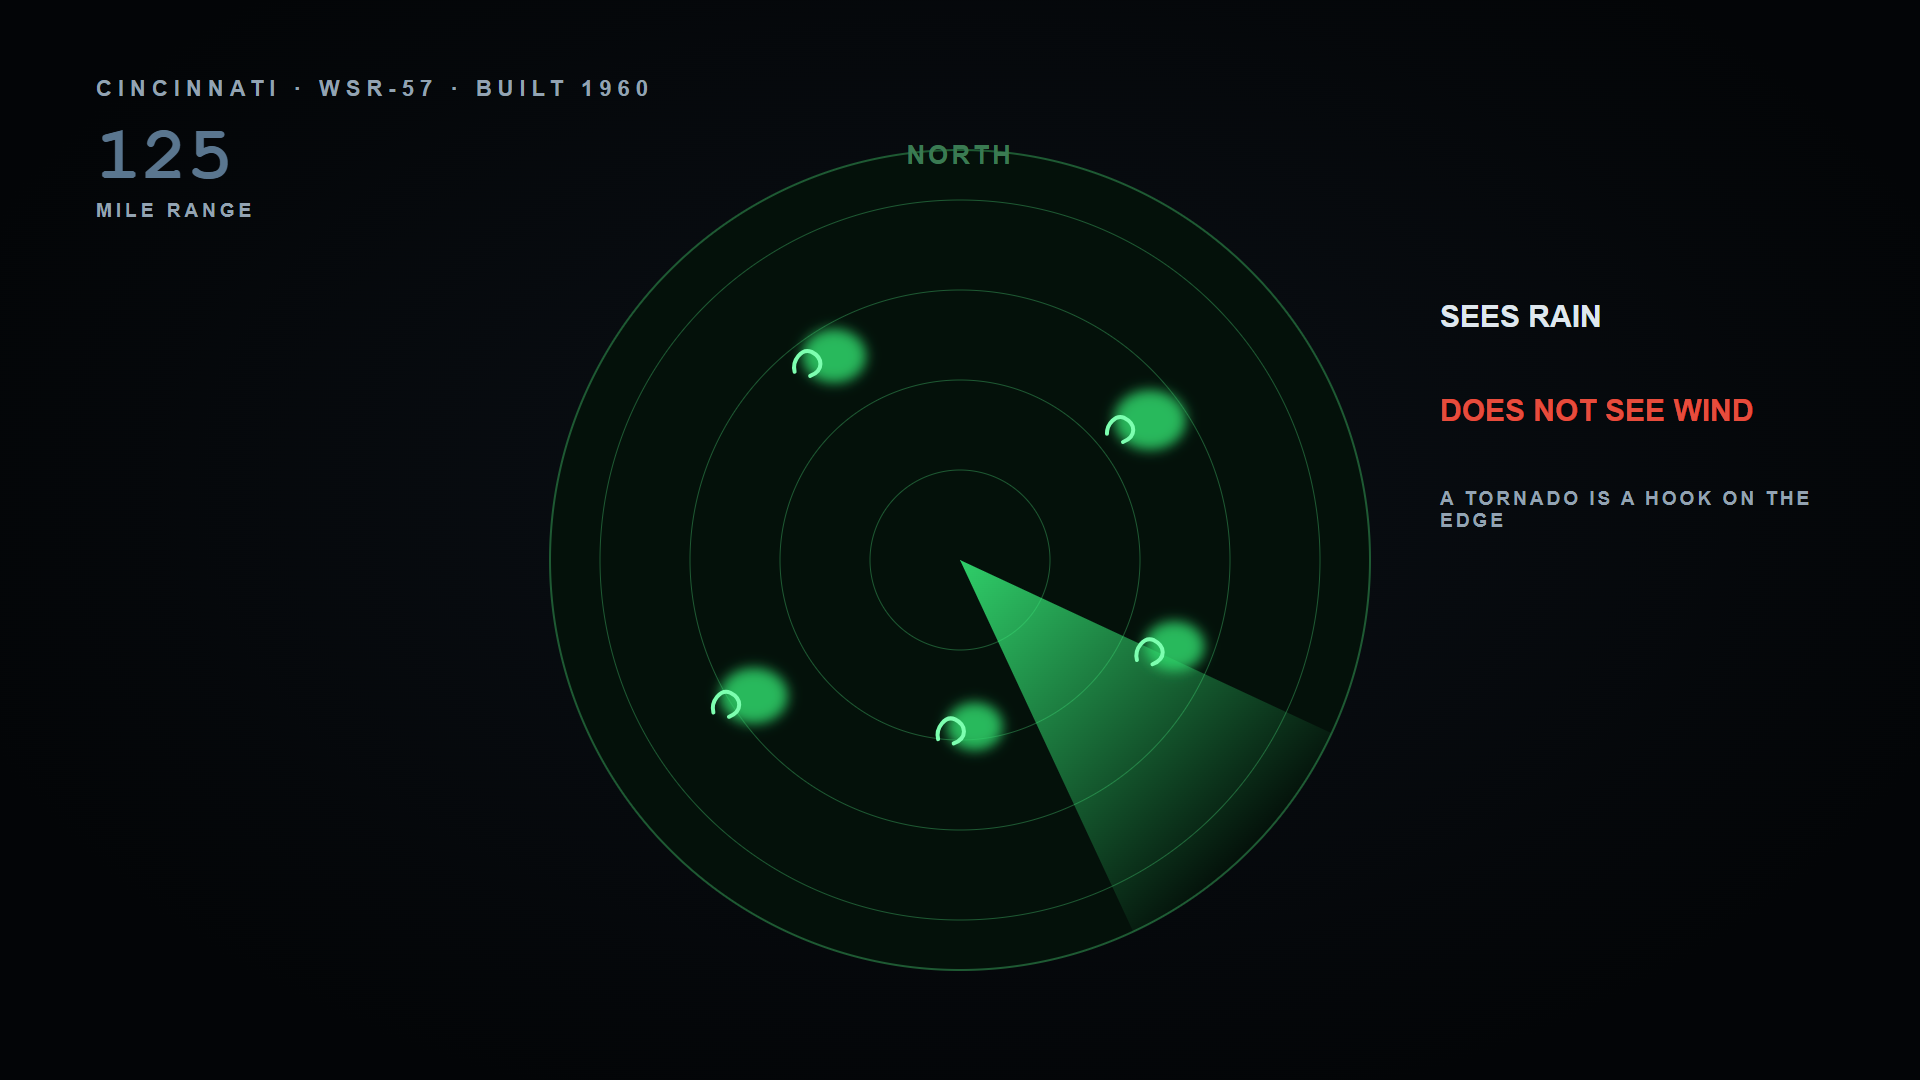 CINCINNATI · WSR-57 · BUILT 1960
125
MILE RANGE
NORTH
SEES RAIN
DOES NOT SEE WIND
A TORNADO IS A HOOK ON THE
EDGE